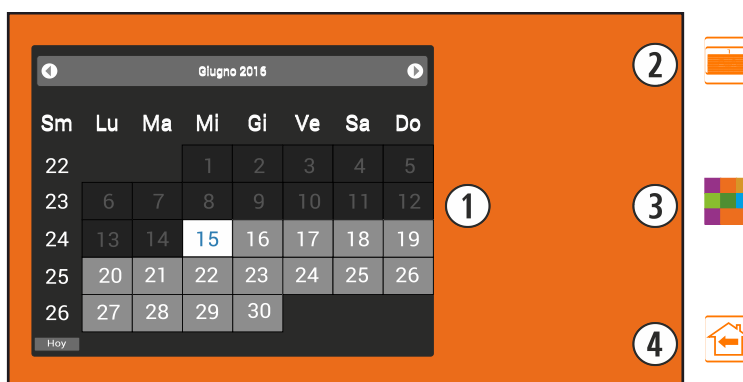 Giugno 2016
Sm Lu Ma Mi Gi Ve Sa Do
22 1 2 3 4 5
23 6 7 8 9 10 11 12
24 13 14 15 16 17 18 19
25 20 21 22 23 24 25 26
26 27 28 29 30
Hoy
1
2
3
4